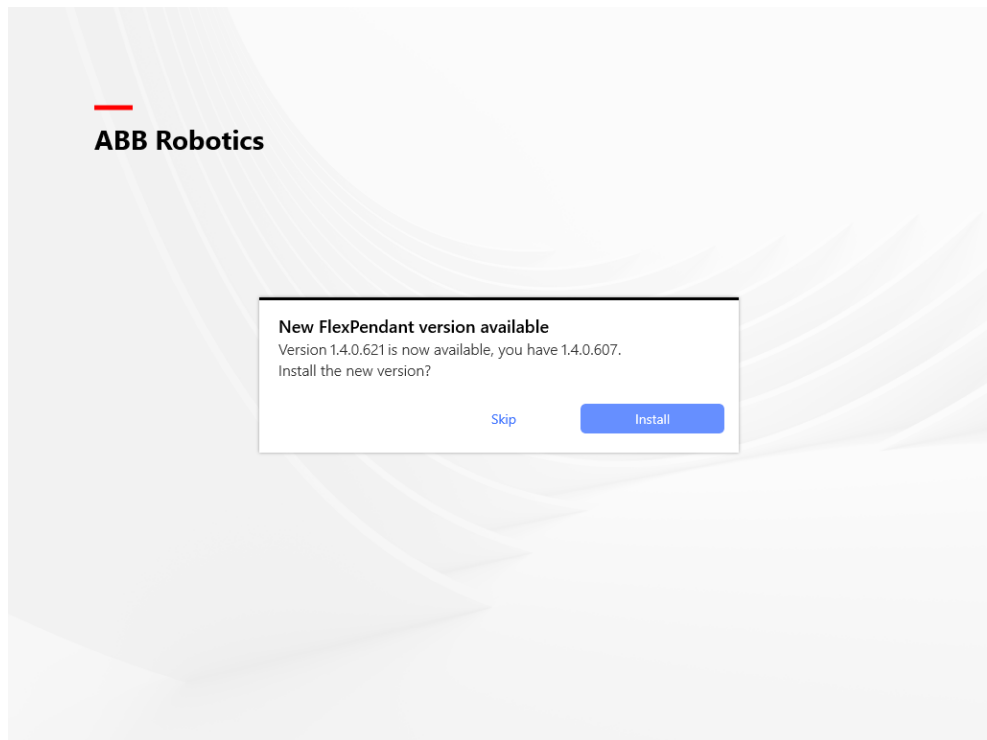 ABB Robotics
New FlexPendant version available
Version 1.4.0.621 is now available, you have 1.4.0.607.
Install the new version?
Skip
Install